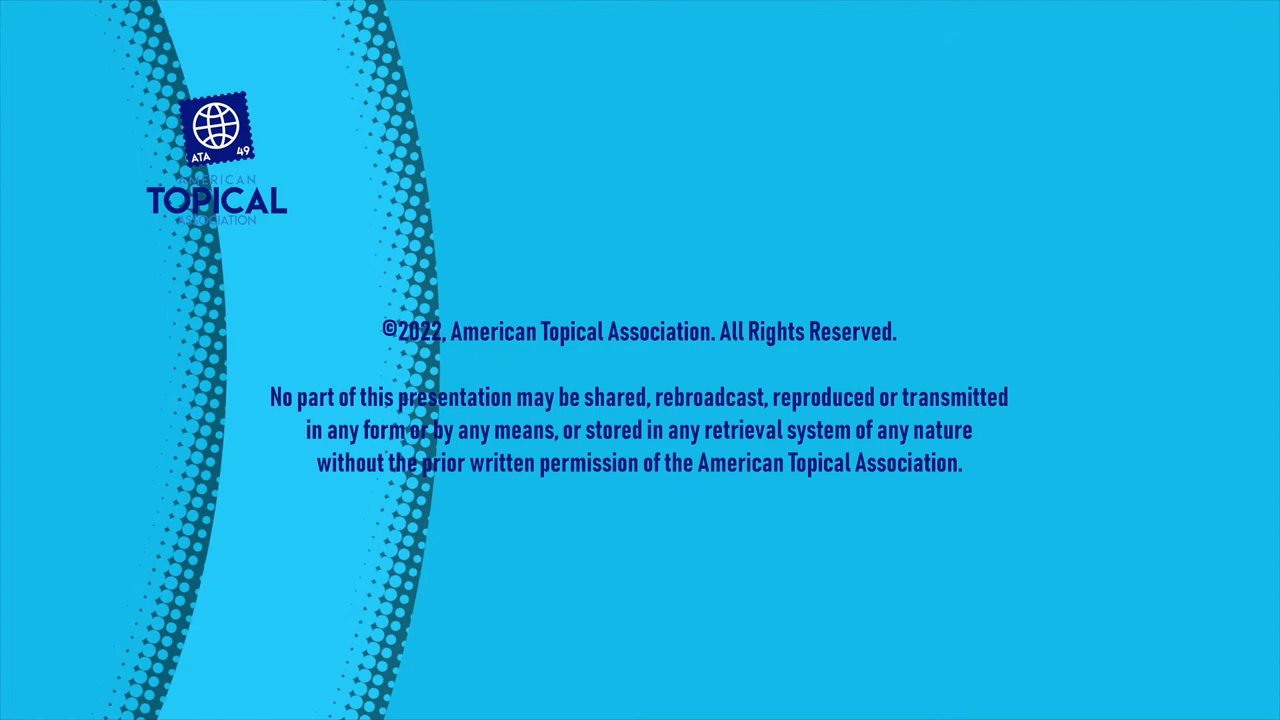 ATA 49
AMERICAN
TOPICAL
ASSOCIATION
©2022, American Topical Association. All Rights Reserved.
No part of this presentation may be shared, rebroadcast, reproduced or transmitted
in any form or by any means, or stored in any retrieval system of any nature
without the prior written permission of the American Topical Association.